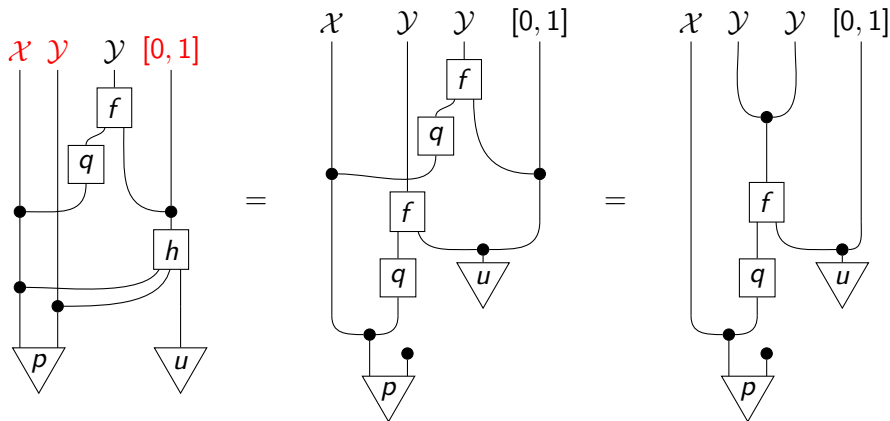 𝒳 𝒴 𝒴 [0, 1]
f
q
h
p u
=
𝒳 𝒴 𝒴 [0, 1]
f
q
f
q u
p
=
𝒳 𝒴 𝒴 [0, 1]
f
q u
p